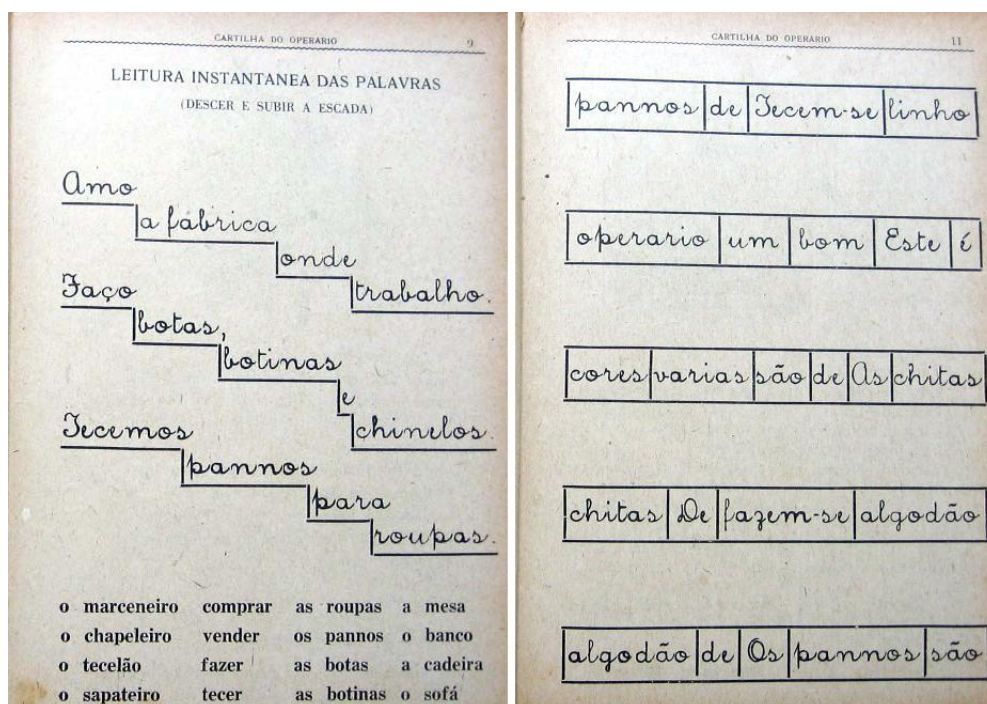 CARTILHA DO OPERARIO 9
LEITURA INSTANTANEA DAS PALAVRAS
(DESCER E SUBIR A ESCADA)
Amo
a fábrica
onde
trabalho.
Faço
botas,
botinas
e
chinelos.
Tecemos
pannos
para
roupas.
o marceneiro comprar as roupas a mesa
o chapeleiro vender os pannos o banco
o tecelão fazer as botas a cadeira
o sapateiro tecer as botinas o sofá
CARTILHA DO OPERARIO 11
pannos de Tecem-se linho
operario um bom Este é
cores varias são de As chitas
chitas De fazem-se algodão
algodão de Os pannos são